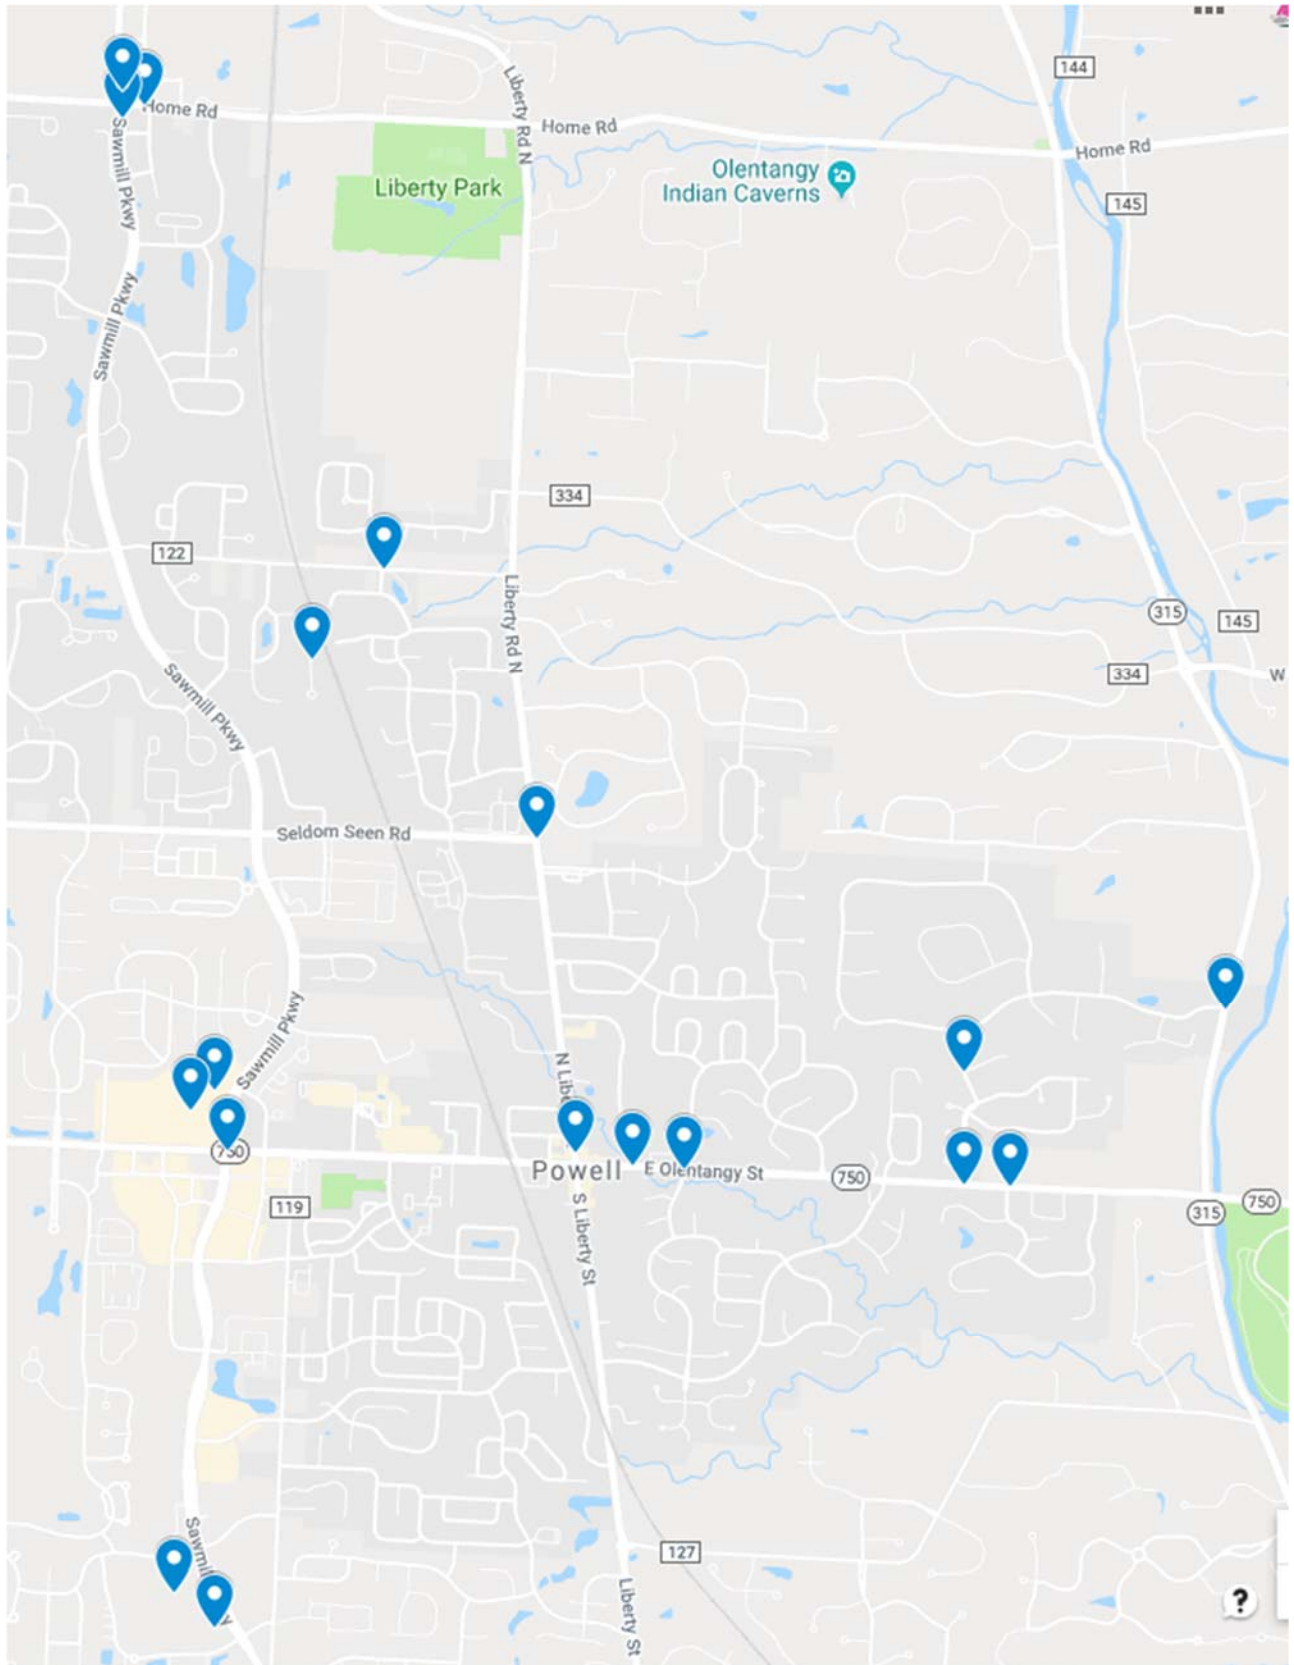 144
Liberty Rd N
Home Rd
Home Rd
Home Rd
Sawmill Pkwy
Olentangy
Indian Caverns
Liberty Park
145
Sawmill Pkwy
334
122
Liberty Rd N
315
145
334
W
Sawmill Pkwy
Seldom Seen Rd
Sawmill Pkwy
N Libe
750
Powell
E Olentangy St
750
119
S Liberty St
315
750
Sawmill
y
127
Liberty St
?